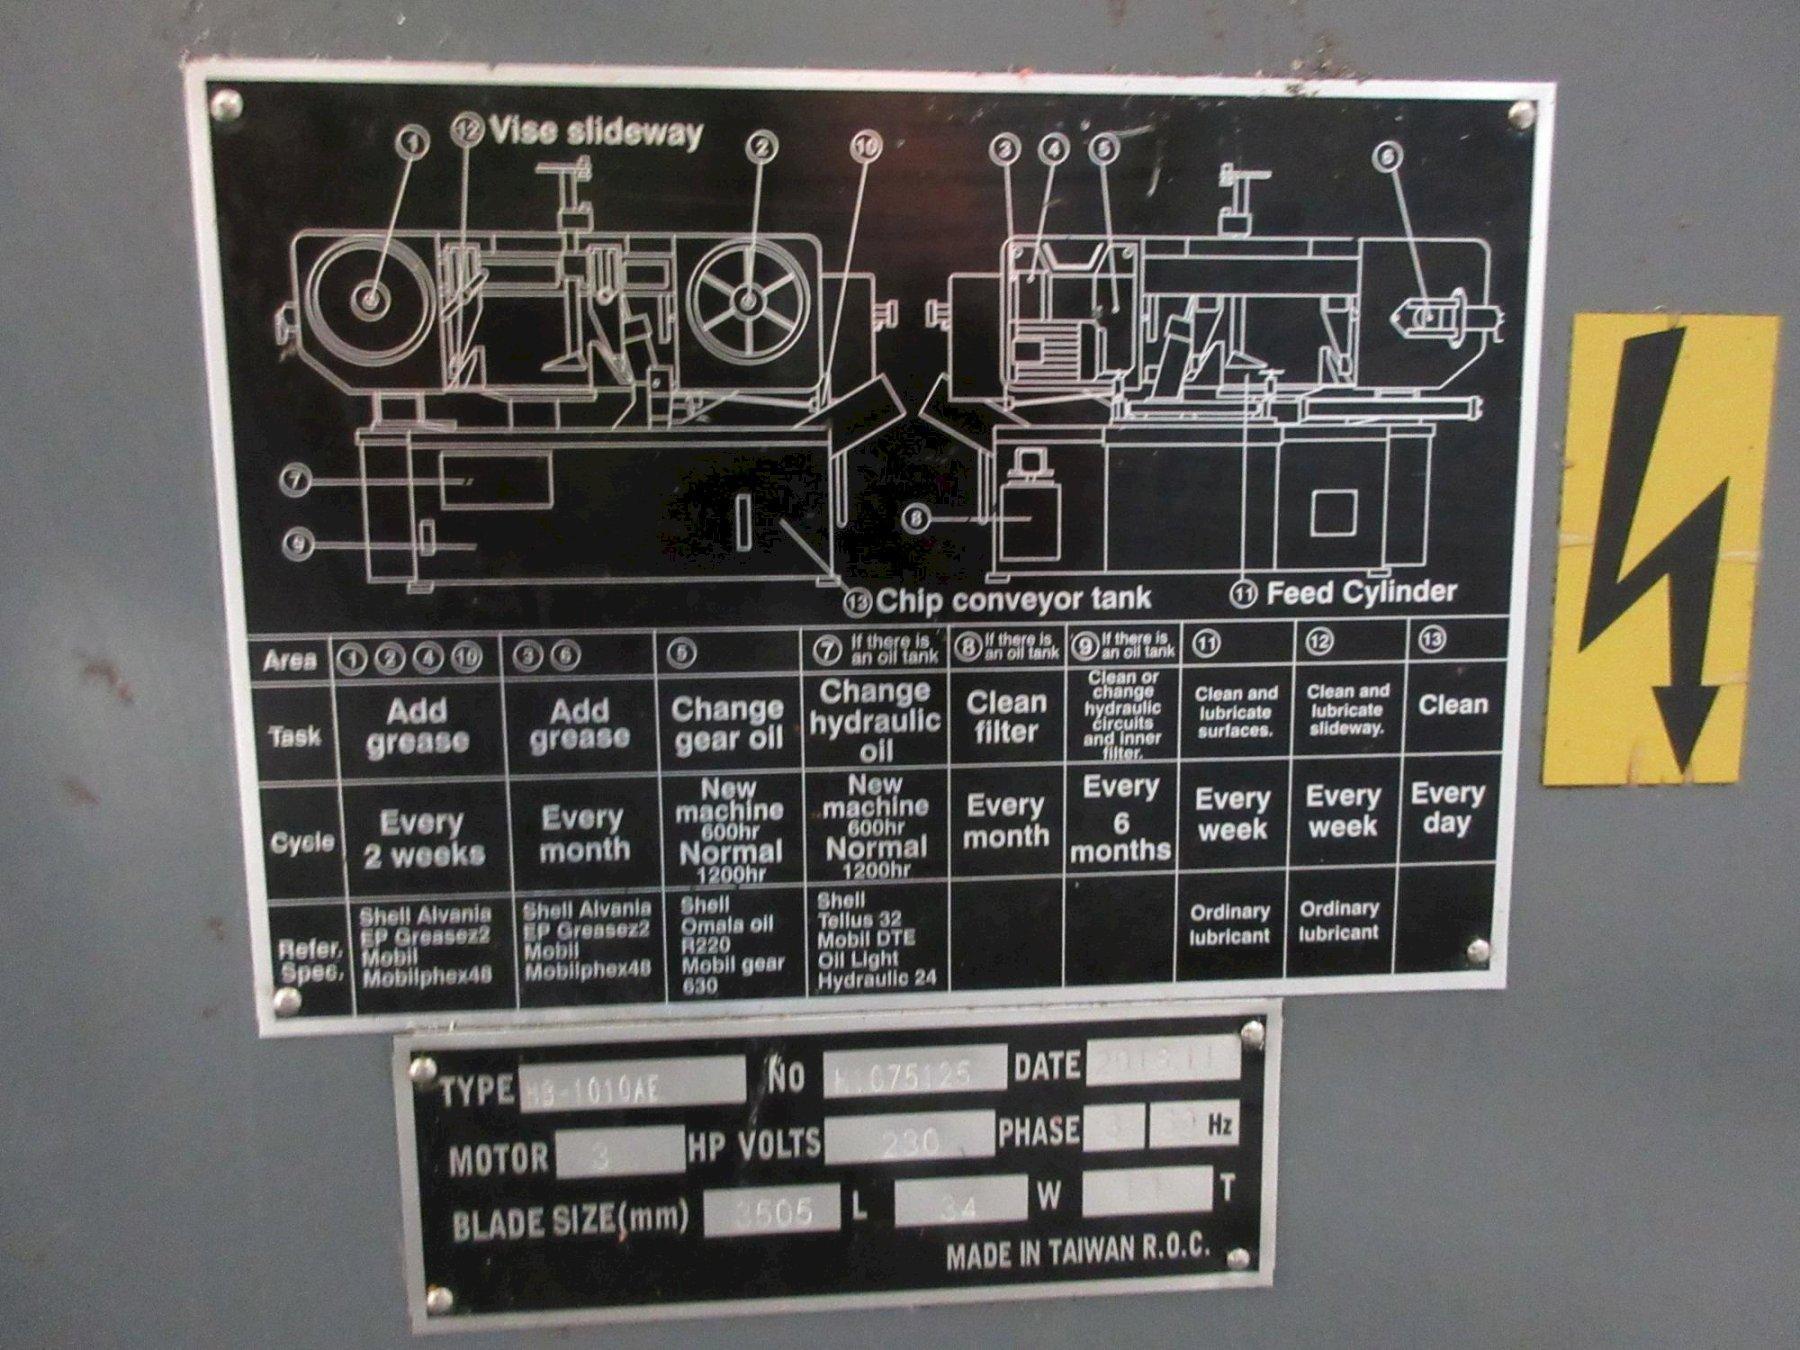 ① ⑫ Vise slideway ② ⑩ ③ ④ ⑤ ⑥
⑦
⑧
⑨
⑬ Chip conveyor tank
⑪ Feed Cylinder
Area ① ② ④ ⑩ ③ ⑥ ⑤ ⑦ If there is an oil tank ⑧ If there is an oil tank ⑨ If there is an oil tank ⑪ ⑫ ⑬
Task Add grease Add grease Change gear oil Change hydraulic oil Clean filter Clean or change hydraulic circuits and inner filter. Clean and lubricate surfaces. Clean and lubricate slideway. Clean
Cycle Every 2 weeks Every month New machine 600hr Normal 1200hr New machine 600hr Normal 1200hr Every month Every 6 months Every week Every week Every day
Refer. Spec. Shell Alvania EP Greasez2 Mobil Mobilphex48 Shell Alvania EP Greasez2 Mobil Mobilphex48 Shell Omala oil R220 Mobil gear 630 Shell Tellus 32 Mobil DTE Oil Light Hydraulic 24 Ordinary lubricant Ordinary lubricant
TYPE NO DATE
MOTOR 3 HP VOLTS 230 PHASE Hz
BLADE SIZE(mm) 3505 L 34 W T
MADE IN TAIWAN R.O.C.